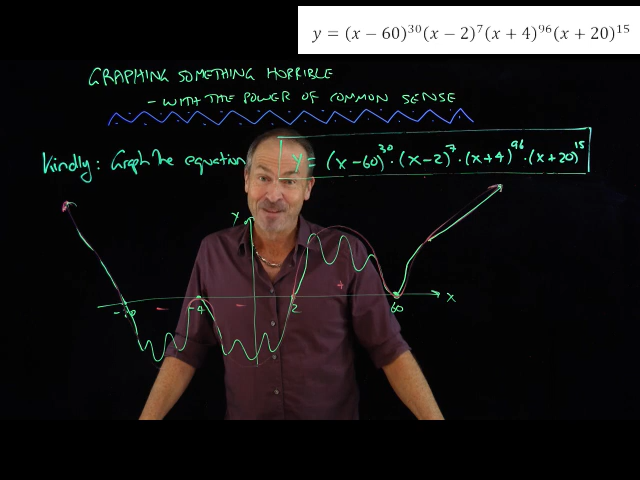 y = (x − 60)³⁰(x − 2)⁷(x + 4)⁹⁶(x + 20)¹⁵
GRAPHING SOMETHING HORRIBLE
- WITH THE POWER OF COMMON SENSE
Kindly: Graph the equation y = (x-60)³⁰·(x-2)⁷·(x+4)⁹⁶·(x+20)¹⁵
y
+
-20 - -4 - 2 60 x